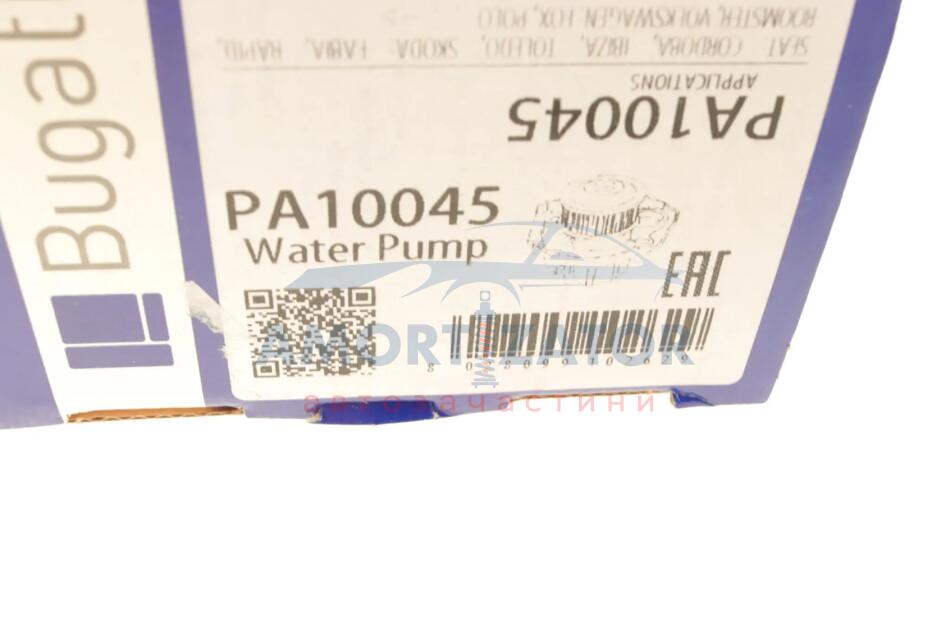 Bugat
PA10045
APPLICATIONS
SEAT CORDOBA, IBIZA, TOLEDO, SKODA FABIA, RAPID,
ROOMSTER, VOLKSWAGEN FOX, POLO
PA10045
Water Pump
EAC
AMORTIZATOR
автозапчастини